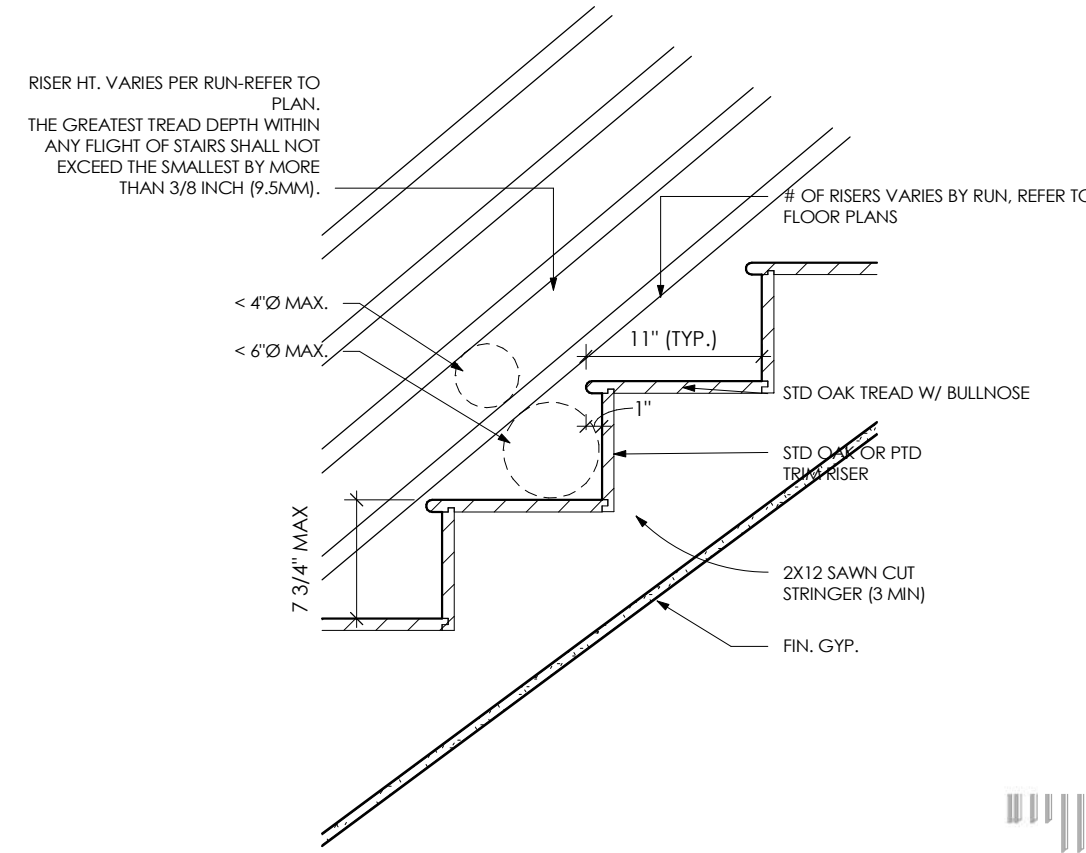 RISER HT. VARIES PER RUN-REFER TO
PLAN.
THE GREATEST TREAD DEPTH WITHIN
ANY FLIGHT OF STAIRS SHALL NOT
EXCEED THE SMALLEST BY MORE
THAN 3/8 INCH (9.5MM).
# OF RISERS VARIES BY RUN, REFER TO
FLOOR PLANS
< 4"Ø MAX.
< 6"Ø MAX.
11" (TYP.)
STD OAK TREAD W/ BULLNOSE
1"
STD OAK OR PTD
TRIM RISER
7 3/4" MAX
2X12 SAWN CUT
STRINGER (3 MIN)
FIN. GYP.